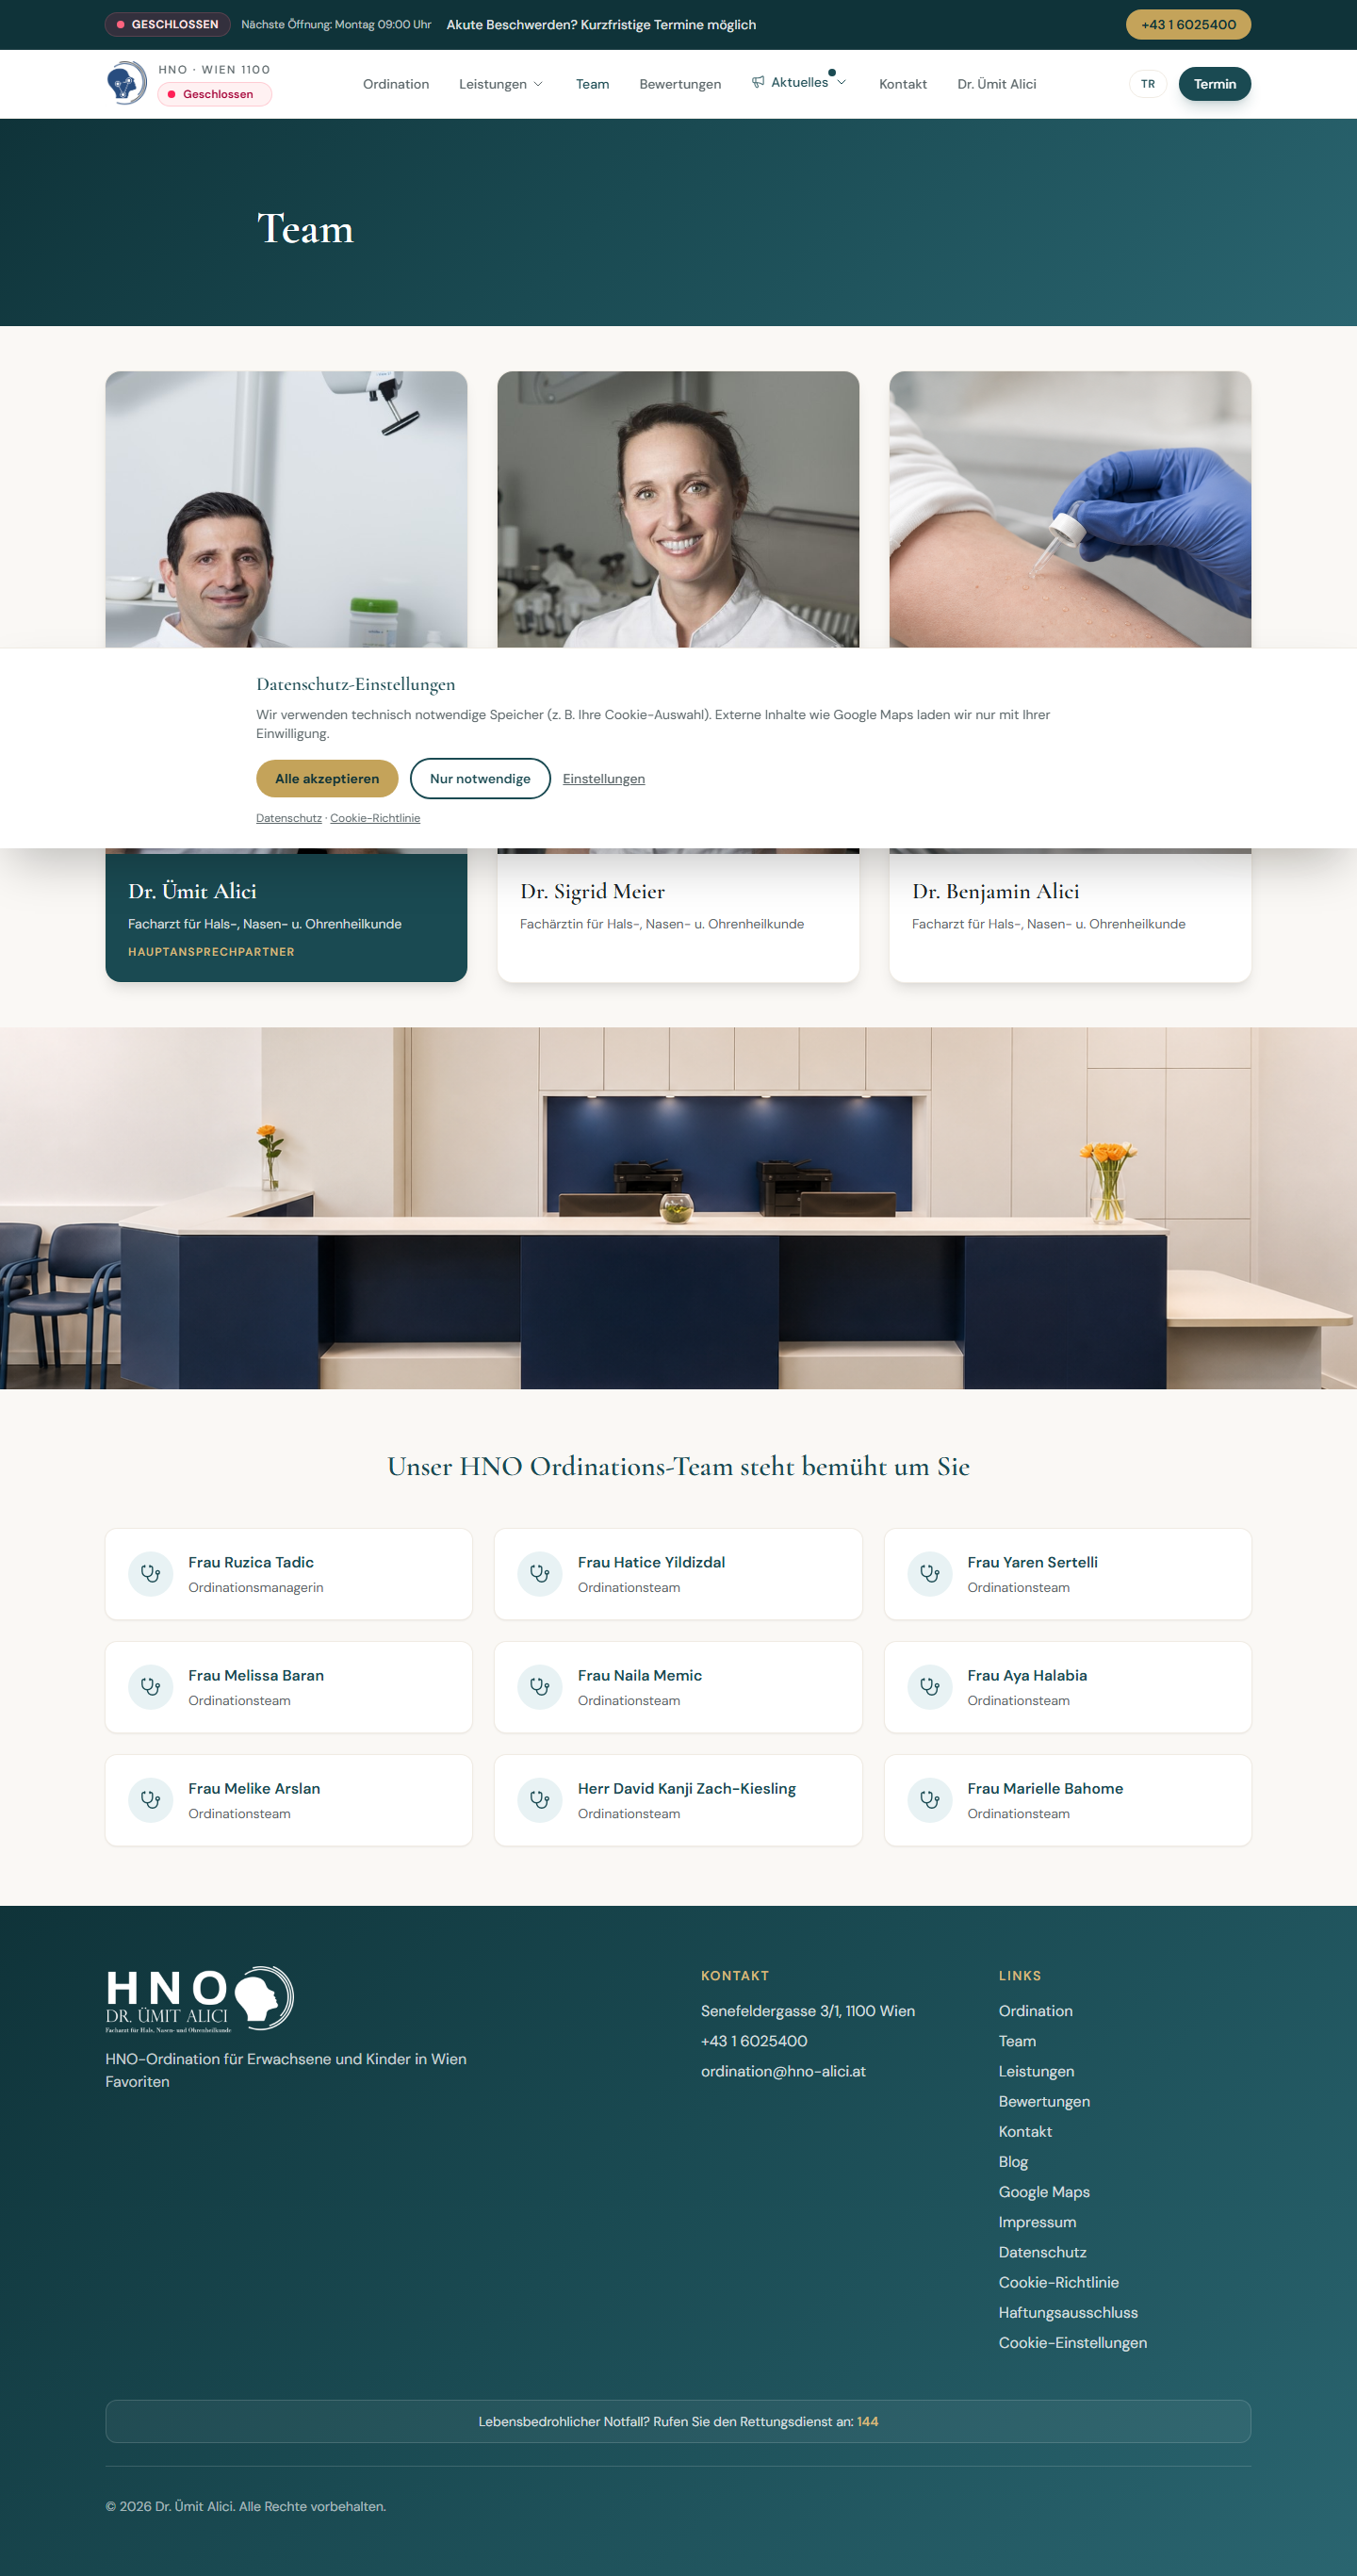 GESCHLOSSEN
Nächste Öffnung: Montag 09:00 Uhr
Akute Beschwerden? Kurzfristige Termine möglich
+43 1 6025400
HNO · WIEN 1100
Geschlossen
Ordination
Leistungen
Team
Bewertungen
Aktuelles
Kontakt
Dr. Ümit Alici
TR
Termin
Team
Datenschutz-Einstellungen
Wir verwenden technisch notwendige Speicher (z. B. Ihre Cookie-Auswahl). Externe Inhalte wie Google Maps laden wir nur mit Ihrer
Einwilligung.
Alle akzeptieren
Nur notwendige
Einstellungen
Datenschutz · Cookie-Richtlinie
Dr. Ümit Alici
Facharzt für Hals-, Nasen- u. Ohrenheilkunde
HAUPTANSPRECHPARTNER
Dr. Sigrid Meier
Fachärztin für Hals-, Nasen- u. Ohrenheilkunde
Dr. Benjamin Alici
Facharzt für Hals-, Nasen- u. Ohrenheilkunde
Unser HNO Ordinations-Team steht bemüht um Sie
Frau Ruzica Tadic
Ordinationsmanagerin
Frau Hatice Yildizdal
Ordinationsteam
Frau Yaren Sertelli
Ordinationsteam
Frau Melissa Baran
Ordinationsteam
Frau Naila Memic
Ordinationsteam
Frau Aya Halabia
Ordinationsteam
Frau Melike Arslan
Ordinationsteam
Herr David Kanji Zach-Kiesling
Ordinationsteam
Frau Marielle Bahome
Ordinationsteam
HNO
DR. ÜMIT ALICI
Facharzt für Hals, Nasen- und Ohrenheilkunde
HNO-Ordination für Erwachsene und Kinder in Wien
Favoriten
KONTAKT
Senefeldergasse 3/1, 1100 Wien
+43 1 6025400
ordination@hno-alici.at
LINKS
Ordination
Team
Leistungen
Bewertungen
Kontakt
Blog
Google Maps
Impressum
Datenschutz
Cookie-Richtlinie
Haftungsausschluss
Cookie-Einstellungen
Lebensbedrohlicher Notfall? Rufen Sie den Rettungsdienst an: 144
© 2026 Dr. Ümit Alici. Alle Rechte vorbehalten.